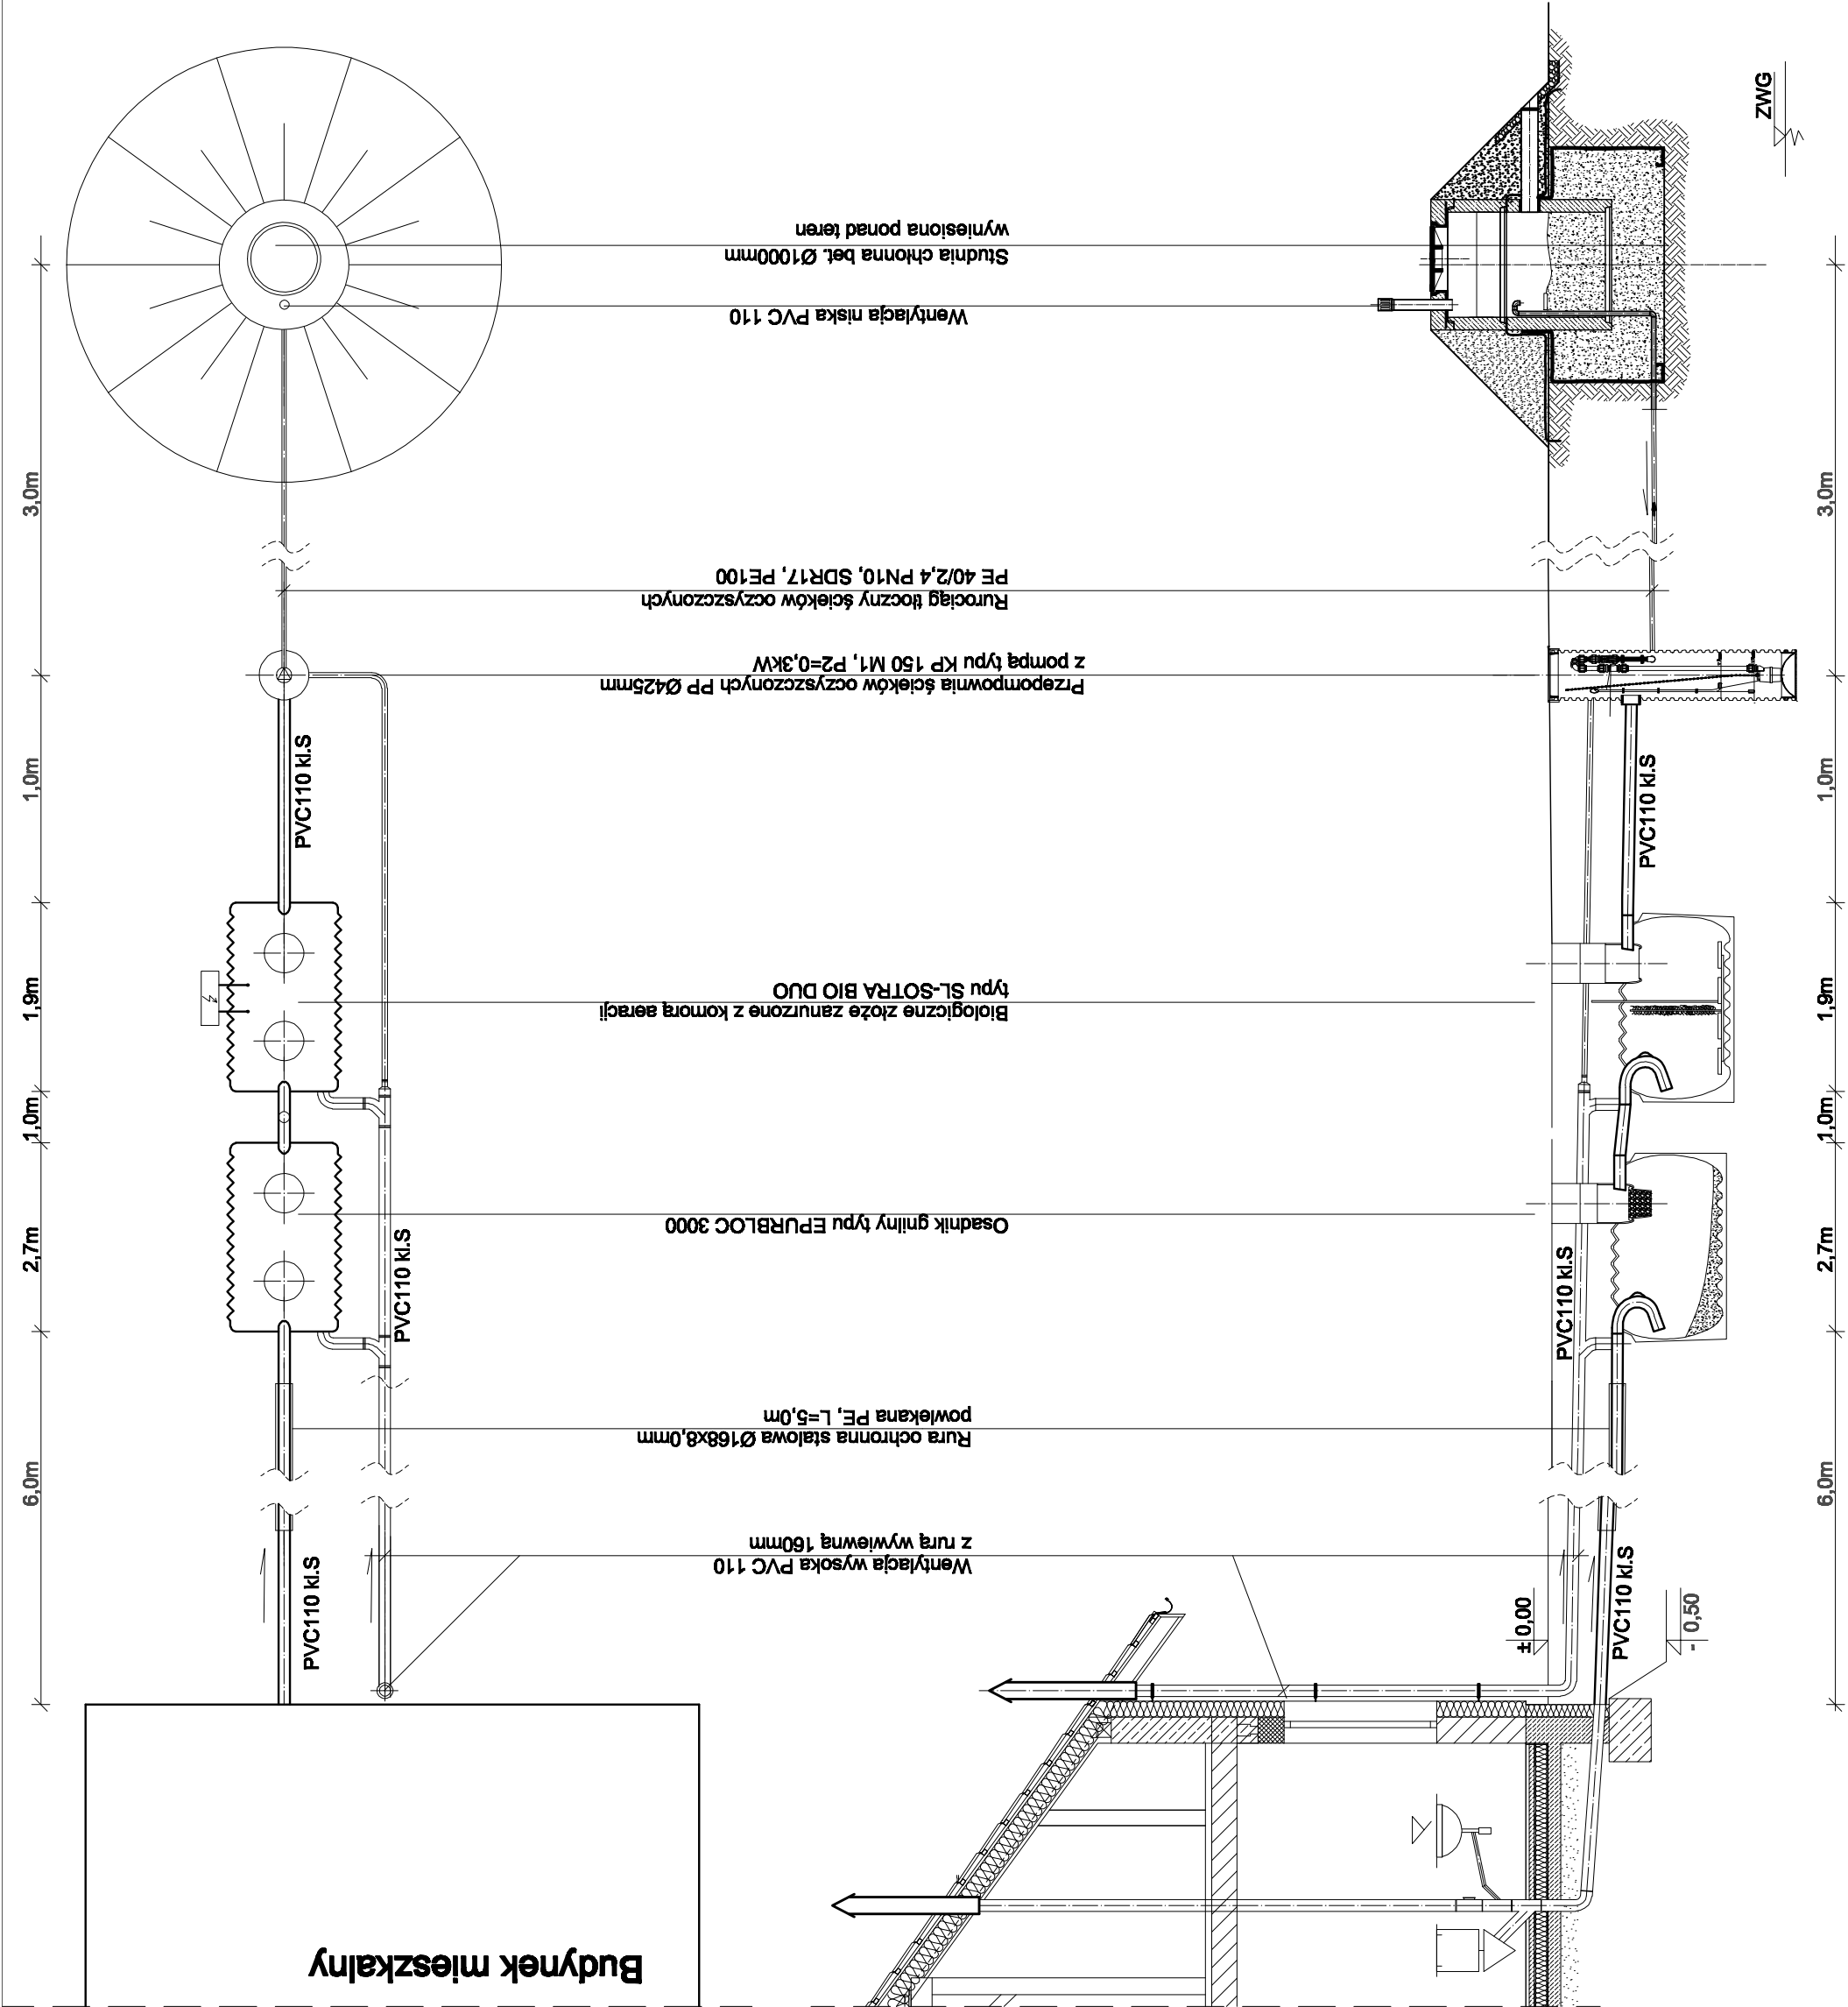 Budynek mieszkalny
Wentylacja wysoka PVC 110
z rurą wywiewną 160mm
Rura ochronna stalowa Ø168x8,0mm
powlekana PE, L=5,0m
Osadnik gnilny typu EPURBLOC 3000
Biologiczne złoże zanurzone z komorą aeracji
typu SL-SOTRA BIO DUO
Przepompownia ścieków oczyszczonych PP Ø425mm
z pompą typu KP 150 M1, P2=0,3kW
Rurociąg tłoczny ścieków oczyszczonych
PE 40/2,4 PN10, SDR17, PE100
Wentylacja niska PVC 110
Studnia chłonna bet. Ø1000mm
wyniesiona ponad teren
6,0m
2,7m
1,0m
1,9m
1,0m
3,0m
PVC110 kl.S
PVC110 kl.S
PVC110 kl.S
± 0,00
- 0,50
PVC110 kl.S
PVC110 kl.S
PVC110 kl.S
ZWG
6,0m
2,7m
1,0m
1,9m
1,0m
3,0m